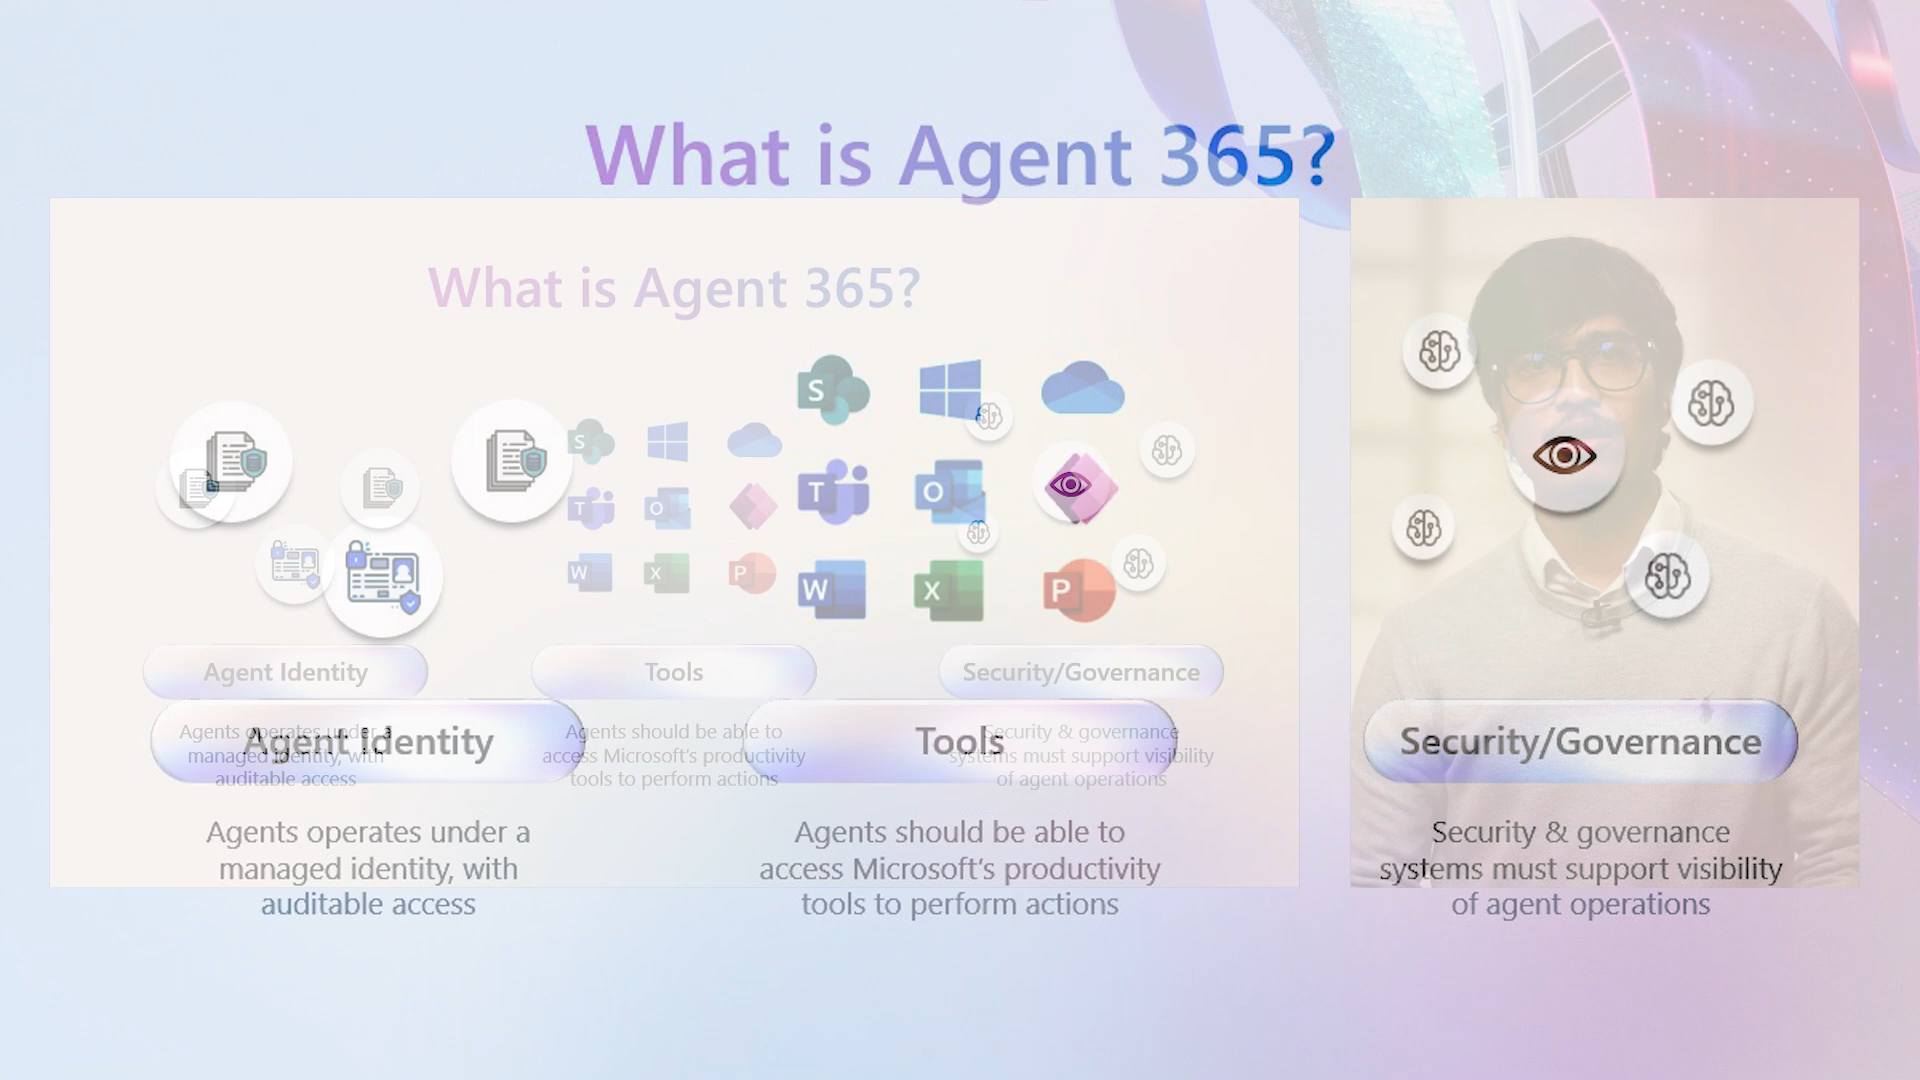 What is Agent 365?
What is Agent 365?
S
S
T
O
T
O
W
X
P
W
X
P
Agent Identity
Tools
Security/Governance
Agents operates under a
managed identity, with
auditable access
Agents should be able to
access Microsoft's productivity
tools to perform actions
Security & governance
systems must support visibility
of agent operations
Agent Identity
Tools
Security/Governance
Agents operates under a
managed identity, with
auditable access
Agents should be able to
access Microsoft's productivity
tools to perform actions
Security & governance
systems must support visibility
of agent operations